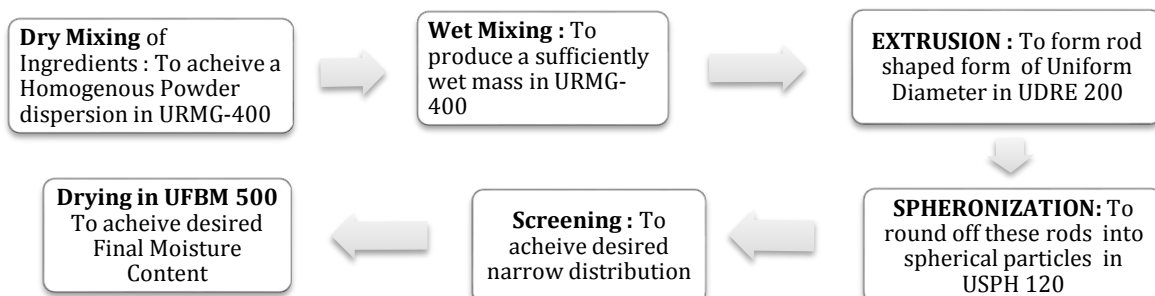 Dry Mixing of
Ingredients : To acheive a
Homogenous Powder
dispersion in URMG-400
Wet Mixing : To
produce a sufficiently
wet mass in URMG-
400
EXTRUSION : To form rod
shaped form of Uniform
Diameter in UDRE 200
SPHERONIZATION: To
round off these rods into
spherical particles in
USPH 120
Screening : To
acheive desired
narrow distribution
Drying in UFBM 500
To acheive desired
Final Moisture
Content